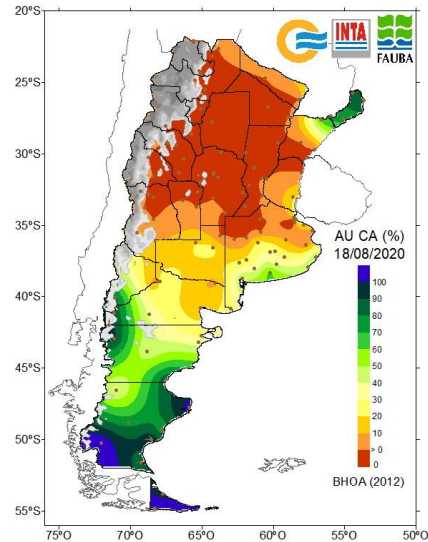 20°S
25°S
30°S
35°S
40°S
45°S
50°S
55°S
75°O
70°O
65°O
60°O
55°O
50°O
INTA
FAUBA
AU CA (%)
18/08/2020
100
90
80
70
60
50
40
30
20
10
> 0
0
BHOA (2012)